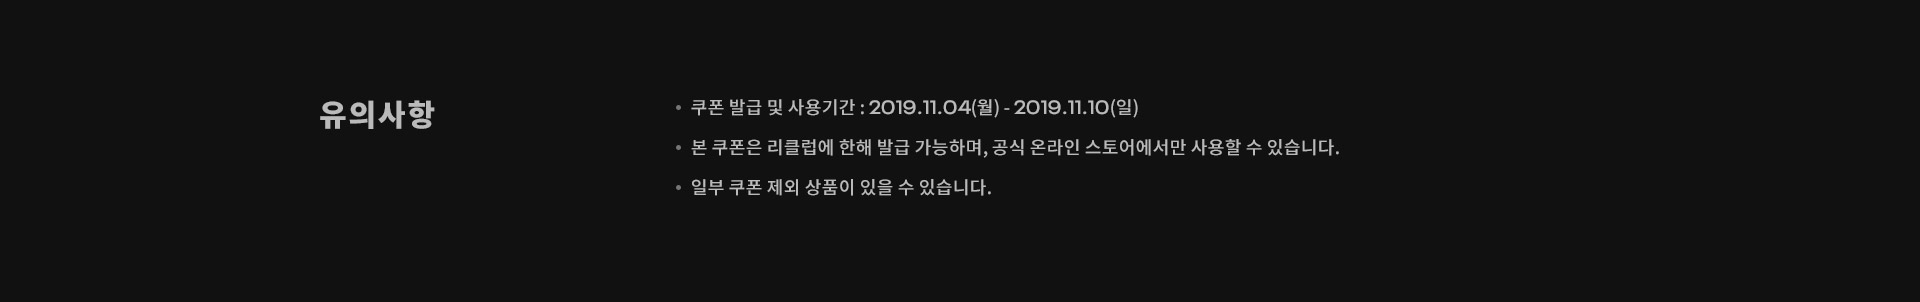 유의사항
• 쿠폰 발급 및 사용기간 : 2019.11.04(월) - 2019.11.10(일)
• 본 쿠폰은 리클럽에 한해 발급 가능하며, 공식 온라인 스토어에서만 사용할 수 있습니다.
• 일부 쿠폰 제외 상품이 있을 수 있습니다.